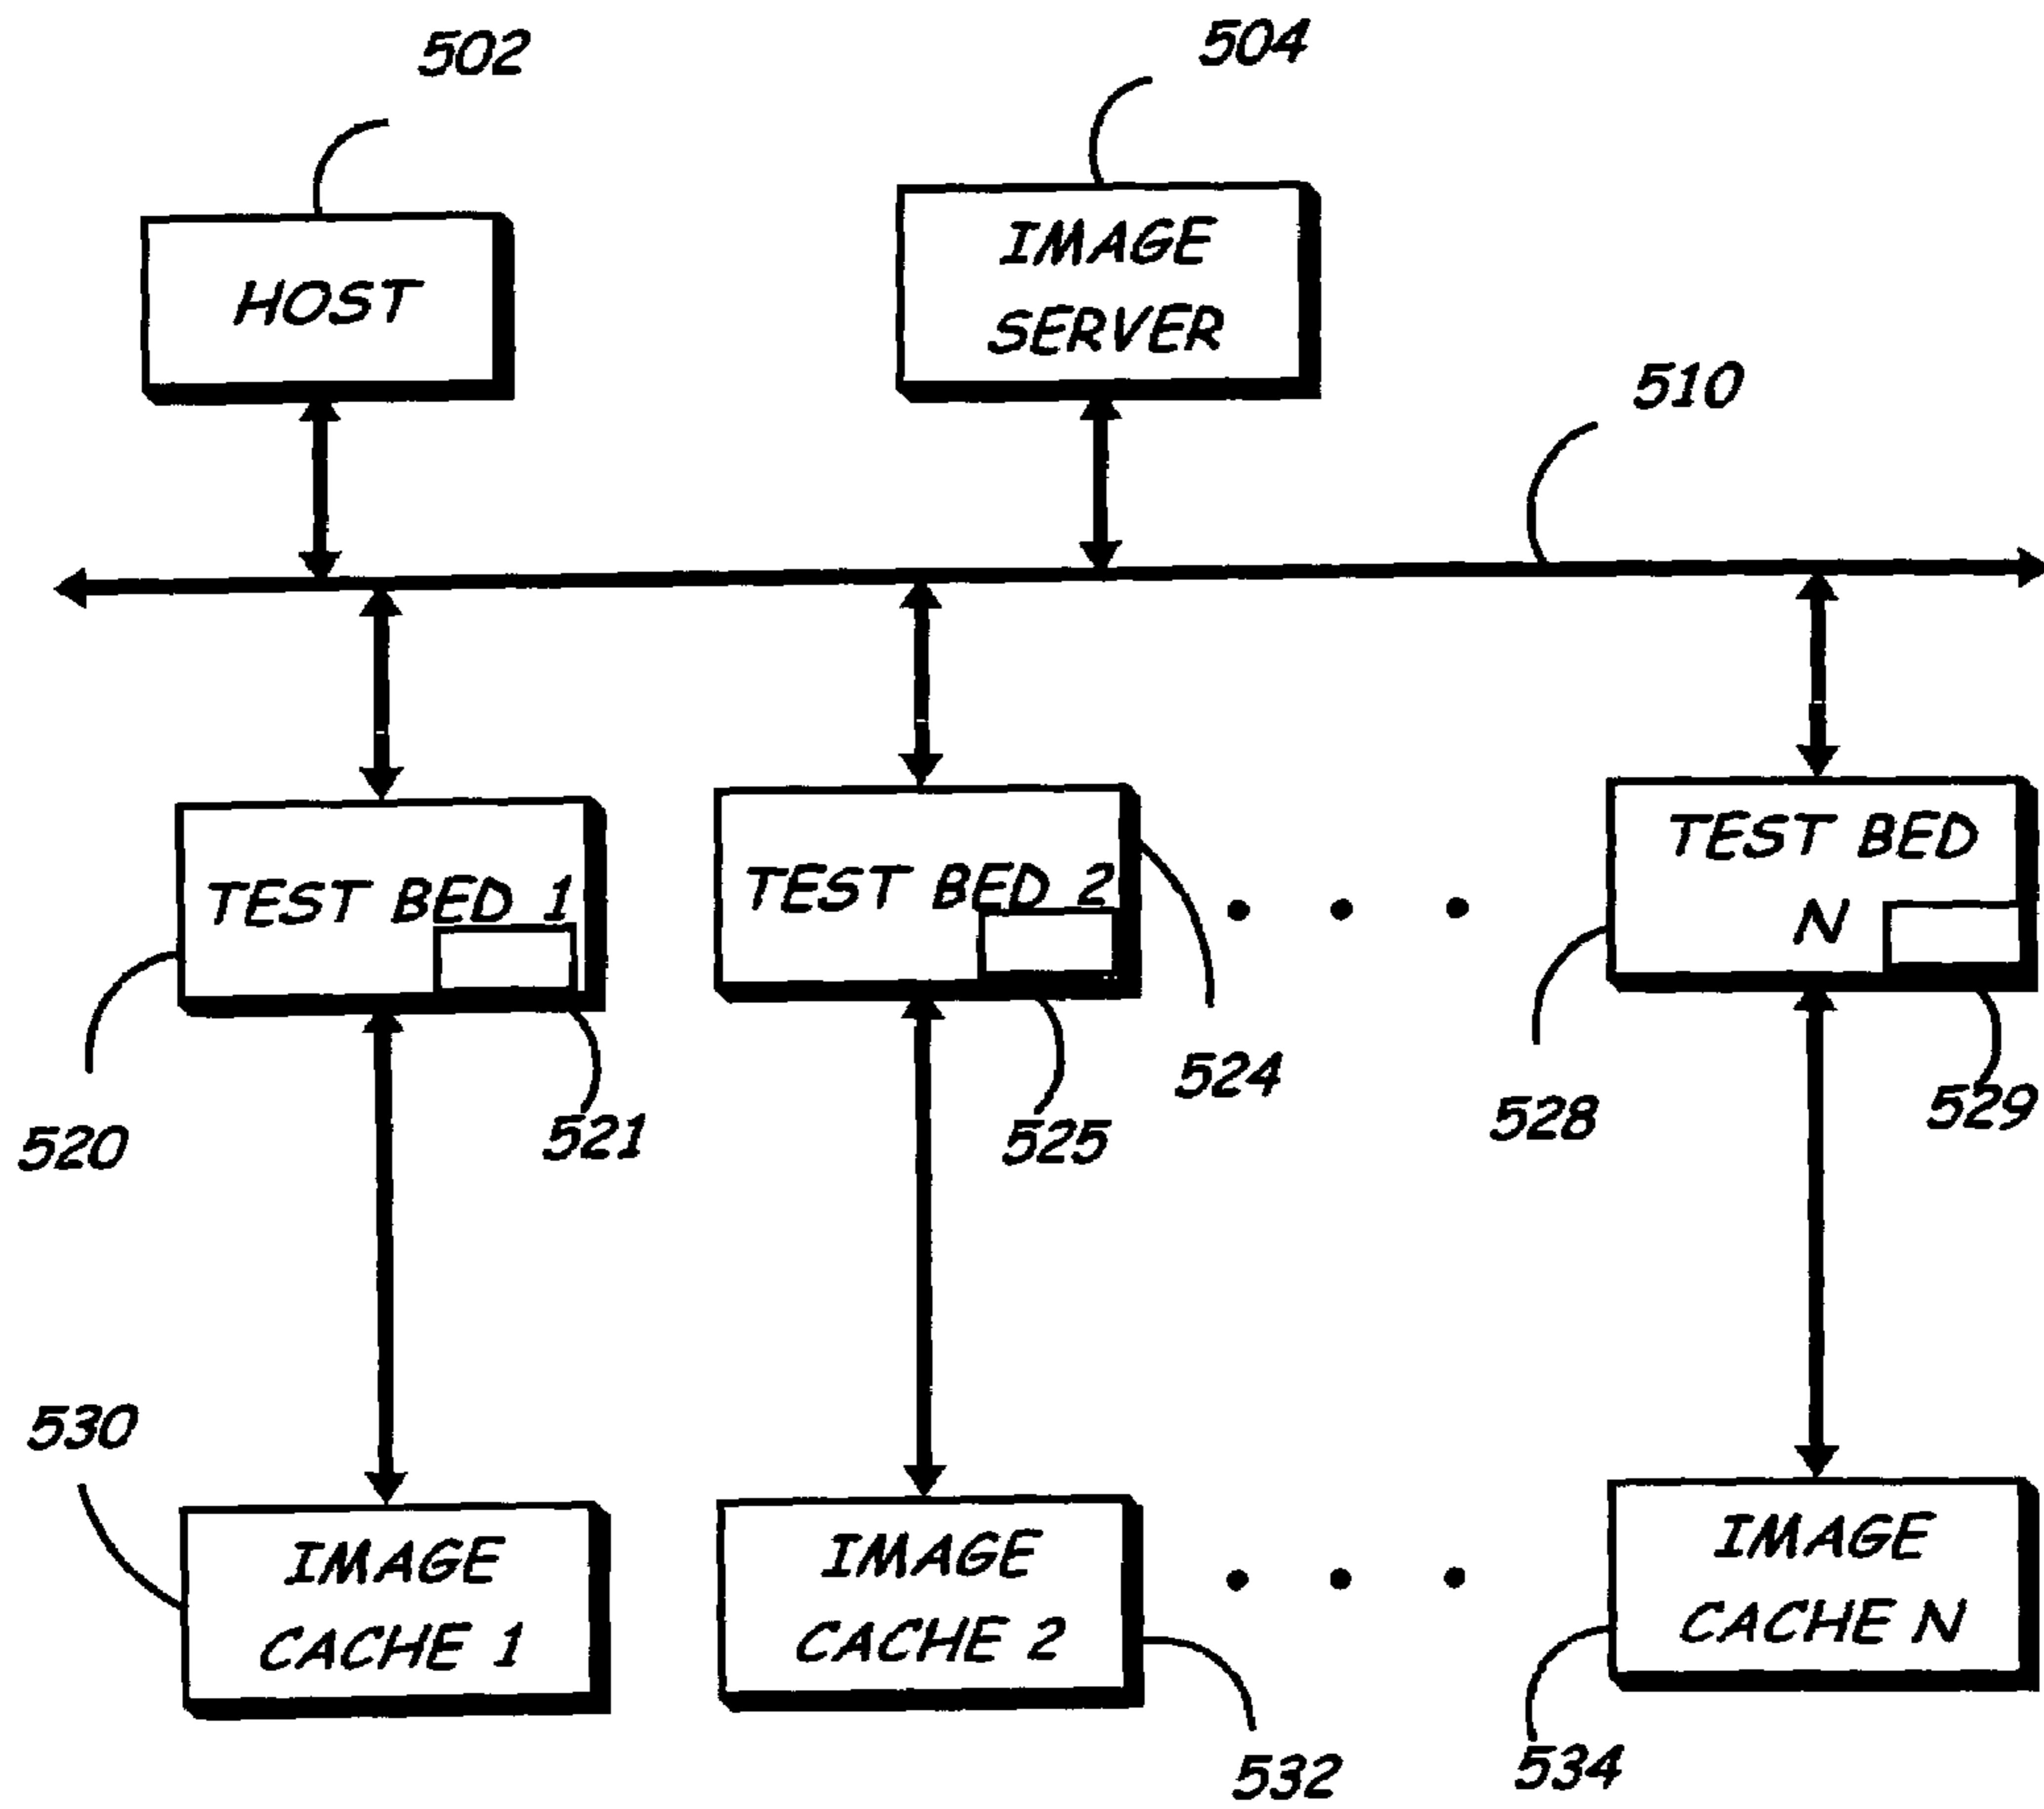 502
504
HOST
IMAGE
SERVER
510
TEST BED 1
TEST BED 2
TEST BED
N
520
521
525
524
528
529
530
IMAGE
CACHE 1
IMAGE
CACHE 2
IMAGE
CACHE N
532
534